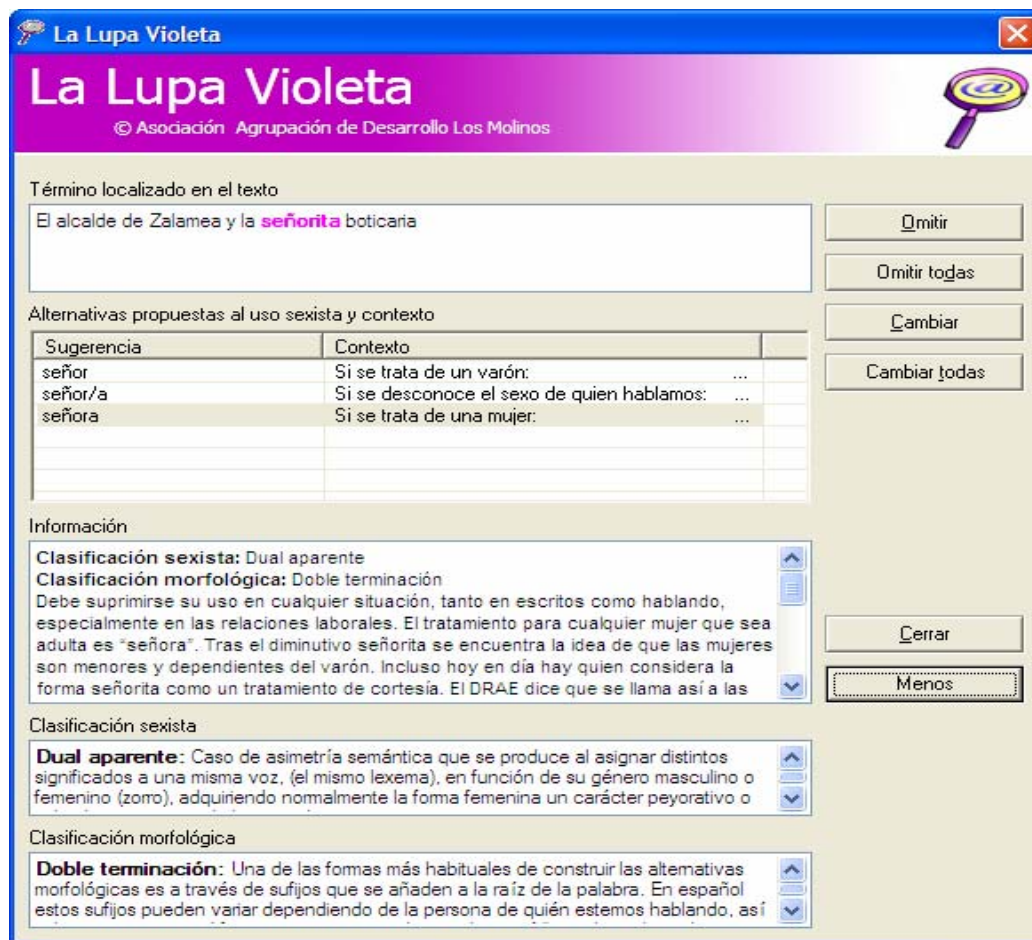 La Lupa Violeta
La Lupa Violeta
© Asociación Agrupación de Desarrollo Los Molinos
Término localizado en el texto
El alcalde de Zalamea y la señorita boticaria
Omitir
Omitir todas
Alternativas propuestas al uso sexista y contexto
Cambiar
Cambiar todas
Sugerencia Contexto
señor Si se trata de un varón: ...
señor/a Si se desconoce el sexo de quien hablamos: ...
señora Si se trata de una mujer: ...
Información
Clasificación sexista: Dual aparente
Clasificación morfológica: Doble terminación
Debe suprimirse su uso en cualquier situación, tanto en escritos como hablando,
especialmente en las relaciones laborales. El tratamiento para cualquier mujer que sea
adulta es "señora". Tras el diminutivo señorita se encuentra la idea de que las mujeres
son menores y dependientes del varón. Incluso hoy en día hay quien considera la
forma señorita como un tratamiento de cortesía. El DRAE dice que se llama así a las
Cerrar
Menos
Clasificación sexista
Dual aparente: Caso de asimetría semántica que se produce al asignar distintos
significados a una misma voz, (el mismo lexema), en función de su género masculino o
femenino (zorro), adquiriendo normalmente la forma femenina un carácter peyorativo o
Clasificación morfológica
Doble terminación: Una de las formas más habituales de construir las alternativas
morfológicas es a través de sufijos que se añaden a la raíz de la palabra. En español
estos sufijos pueden variar dependiendo de la persona de quién estemos hablando, así